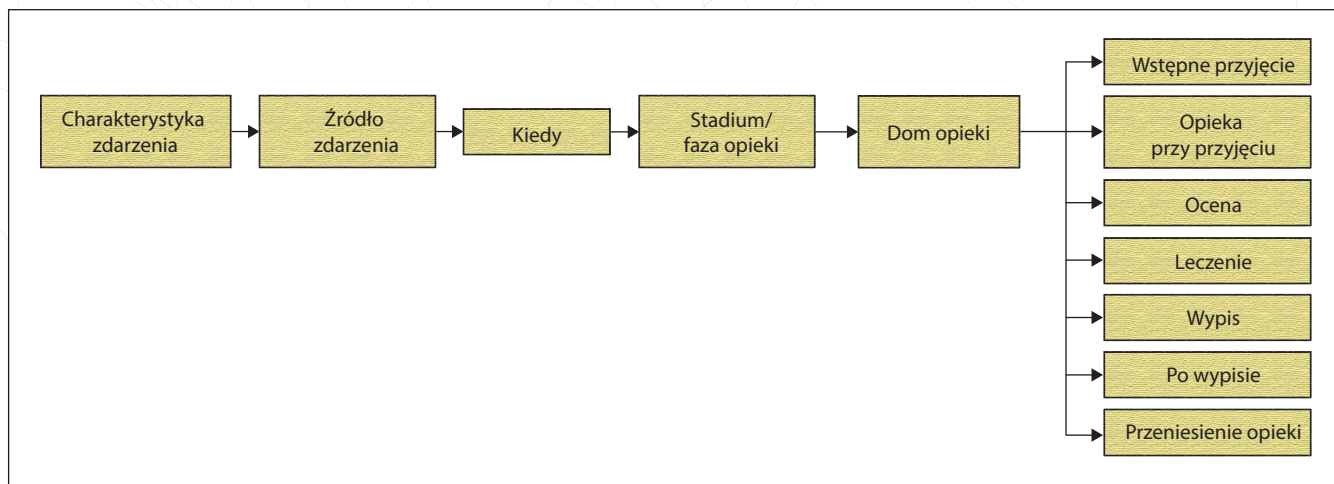 Charakterystyka
zdarzenia
Źródło
zdarzenia
Kiedy
Stadium/
faza opieki
Dom opieki
Wstępne przyjęcie
Opieka
przy przyjęciu
Ocena
Leczenie
Wypis
Po wypisie
Przeniesienie opieki